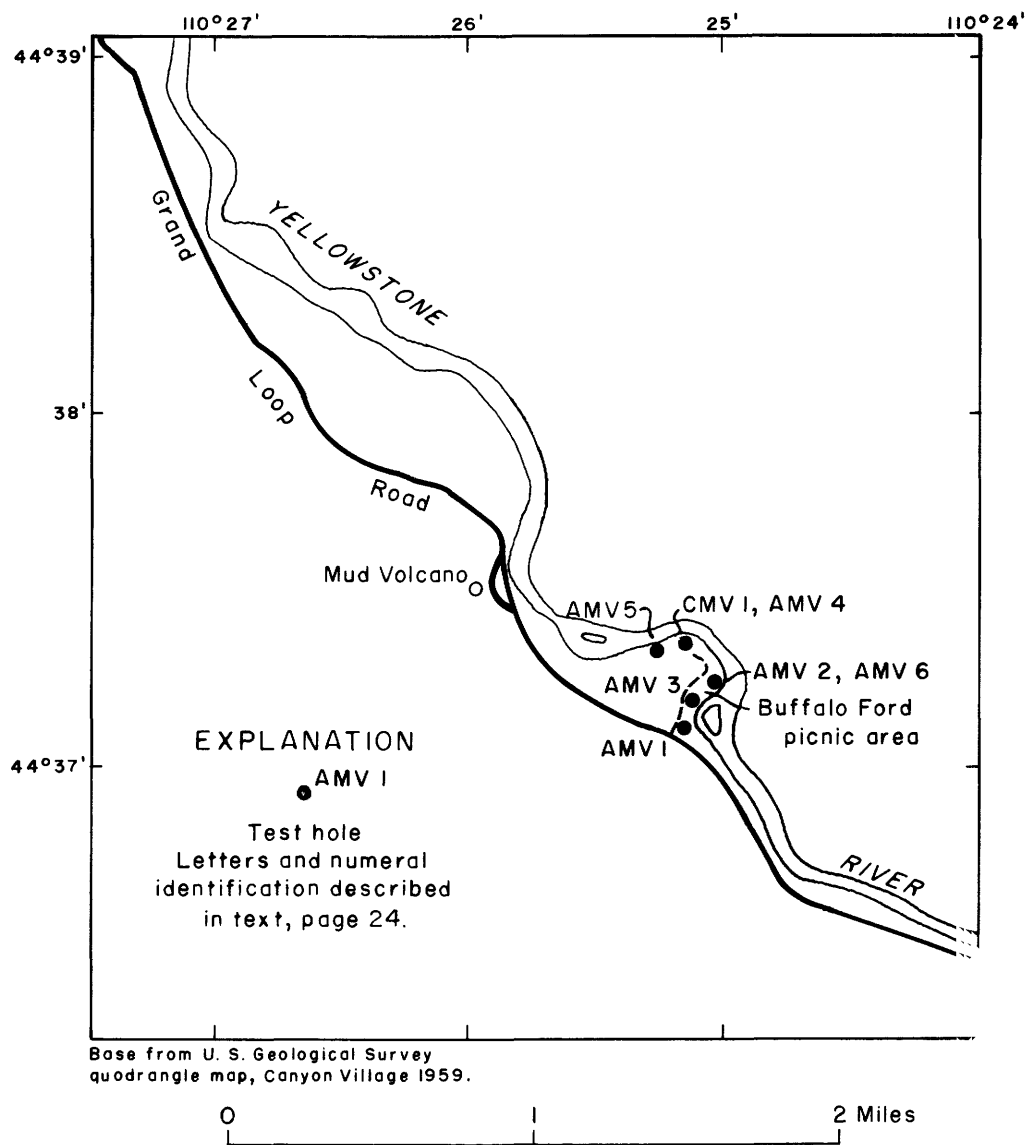 110°27' 26' 25' 110°24'
44°39'
Grand
YELLOWSTONE
38'
Loop
Road
Mud Volcano
AMV 5 CMV 1, AMV 4
AMV 3 AMV 2, AMV 6
Buffalo Ford
picnic area
AMV 1
EXPLANATION
44°37'
AMV 1
Test hole
Letters and numeral
identification described
in text, page 24.
RIVER
Base from U. S. Geological Survey
quadrangle map, Canyon Village 1959.
0 1 2 Miles